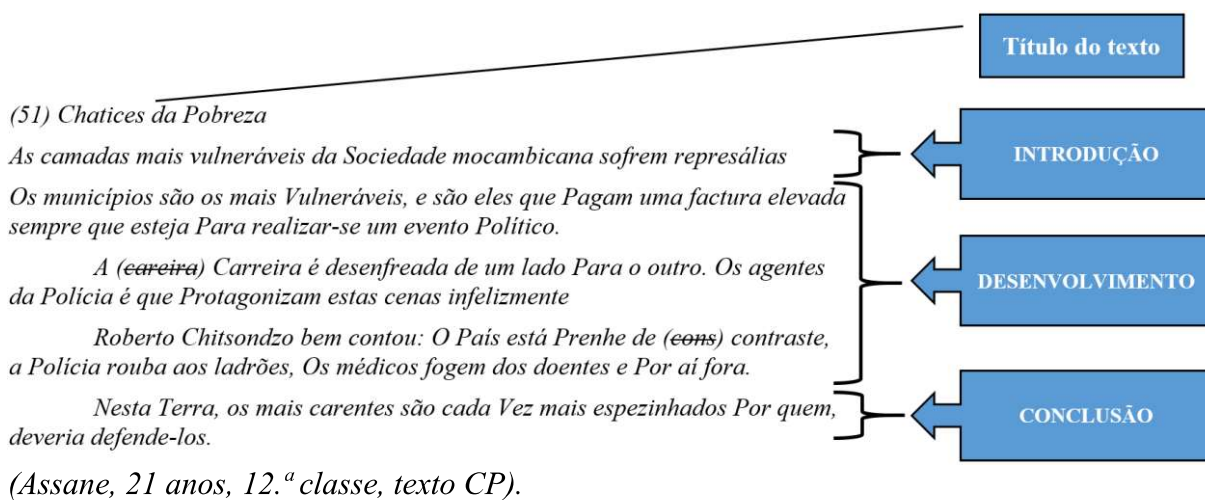 Título do texto
(51) Chatices da Pobreza
As camadas mais vulneráveis da Sociedade mocambicana sofrem represálias
INTRODUÇÃO
Os municípios são os mais Vulneráveis, e são eles que Pagam uma factura elevada
sempre que esteja Para realizar-se um evento Político.
A (careira) Carreira é desenfreada de um lado Para o outro. Os agentes
da Polícia é que Protagonizam estas cenas infelizmente
DESENVOLVIMENTO
Roberto Chitsondzo bem contou: O País está Prenhe de (cons) contraste,
a Polícia rouba aos ladrões, Os médicos fogem dos doentes e Por aí fora.
Nesta Terra, os mais carentes são cada Vez mais espezinhados Por quem,
deveria defende-los.
CONCLUSÃO
(Assane, 21 anos, 12.ª classe, texto CP).